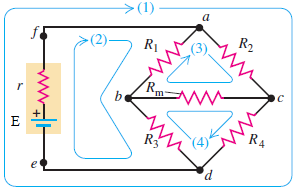 (1)
a
f
(2)
R1
(3)
R2
r
Rm
b
c
E
+
R3
(4)
R4
e
d